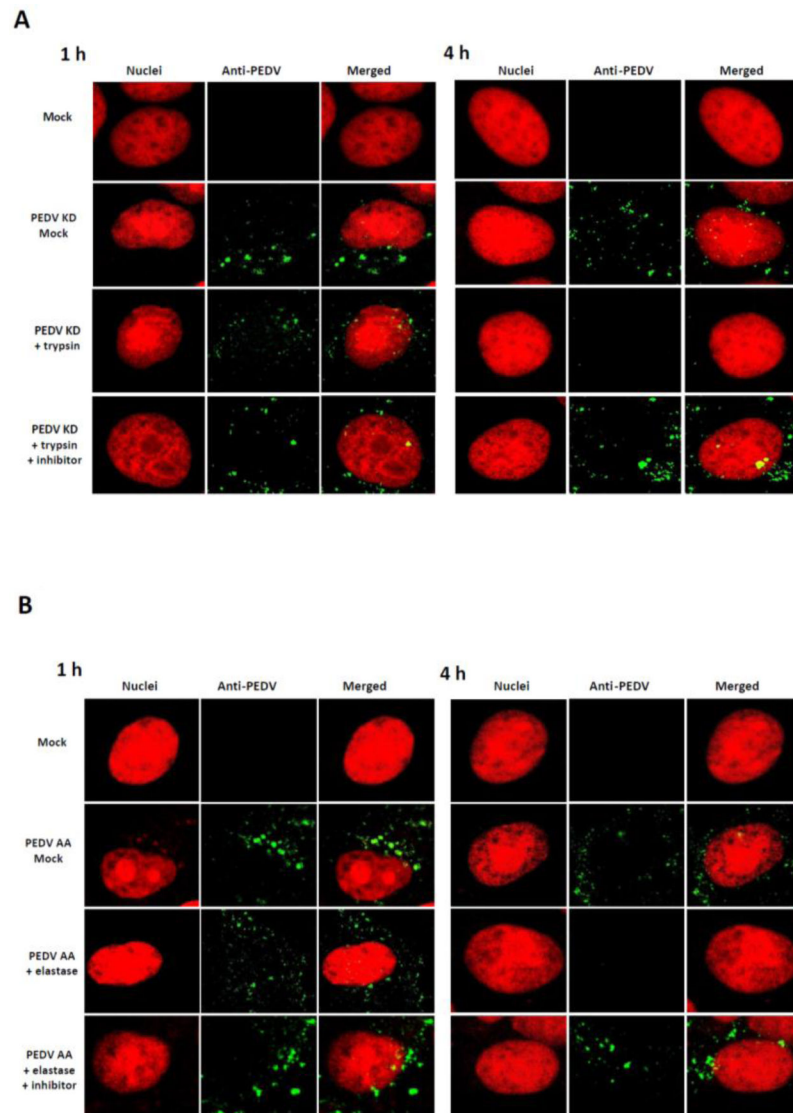 A
1 h
4 h
Nuclei Anti-PEDV Merged
Nuclei Anti-PEDV Merged
Mock
PEDV KD
Mock
PEDV KD
+ trypsin
PEDV KD
+ trypsin
+ inhibitor
B
1 h
4 h
Nuclei Anti-PEDV Merged
Nuclei Anti-PEDV Merged
Mock
PEDV AA
Mock
PEDV AA
+ elastase
PEDV AA
+ elastase
+ inhibitor